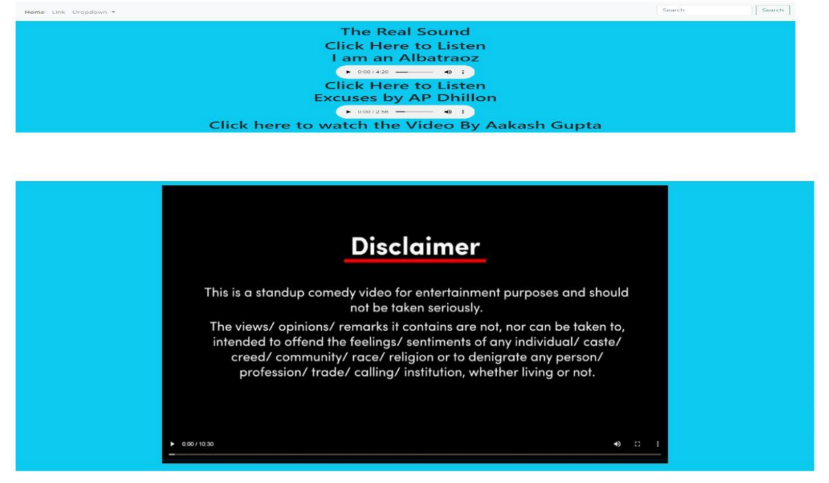 Home Link Dropdown
Search
Search
The Real Sound
Click Here to Listen
I am an Albatraoz
0:00 / 4:20
Click Here to Listen
Excuses by AP Dhillon
0:00 / 2:56
Click here to watch the Video By Aakash Gupta
Disclaimer
This is a standup comedy video for entertainment purposes and should
not be taken seriously.
The views/ opinions/ remarks it contains are not, nor can be taken to,
intended to offend the feelings/ sentiments of any individual/ caste/
creed/ community/ race/ religion or to denigrate any person/
profession/ trade/ calling/ institution, whether living or not.
0:00 / 10:30